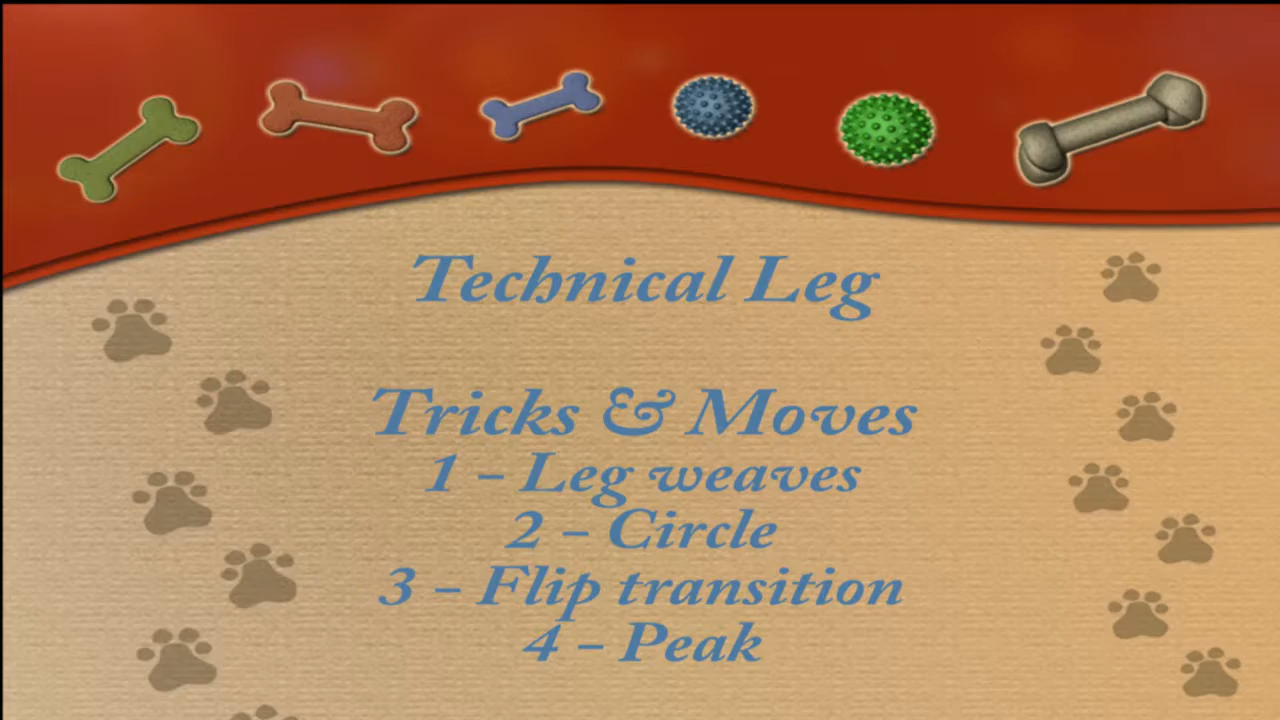 Technical Leg
Tricks & Moves
1 – Leg weaves
2 – Circle
3 – Flip transition
4 – Peak